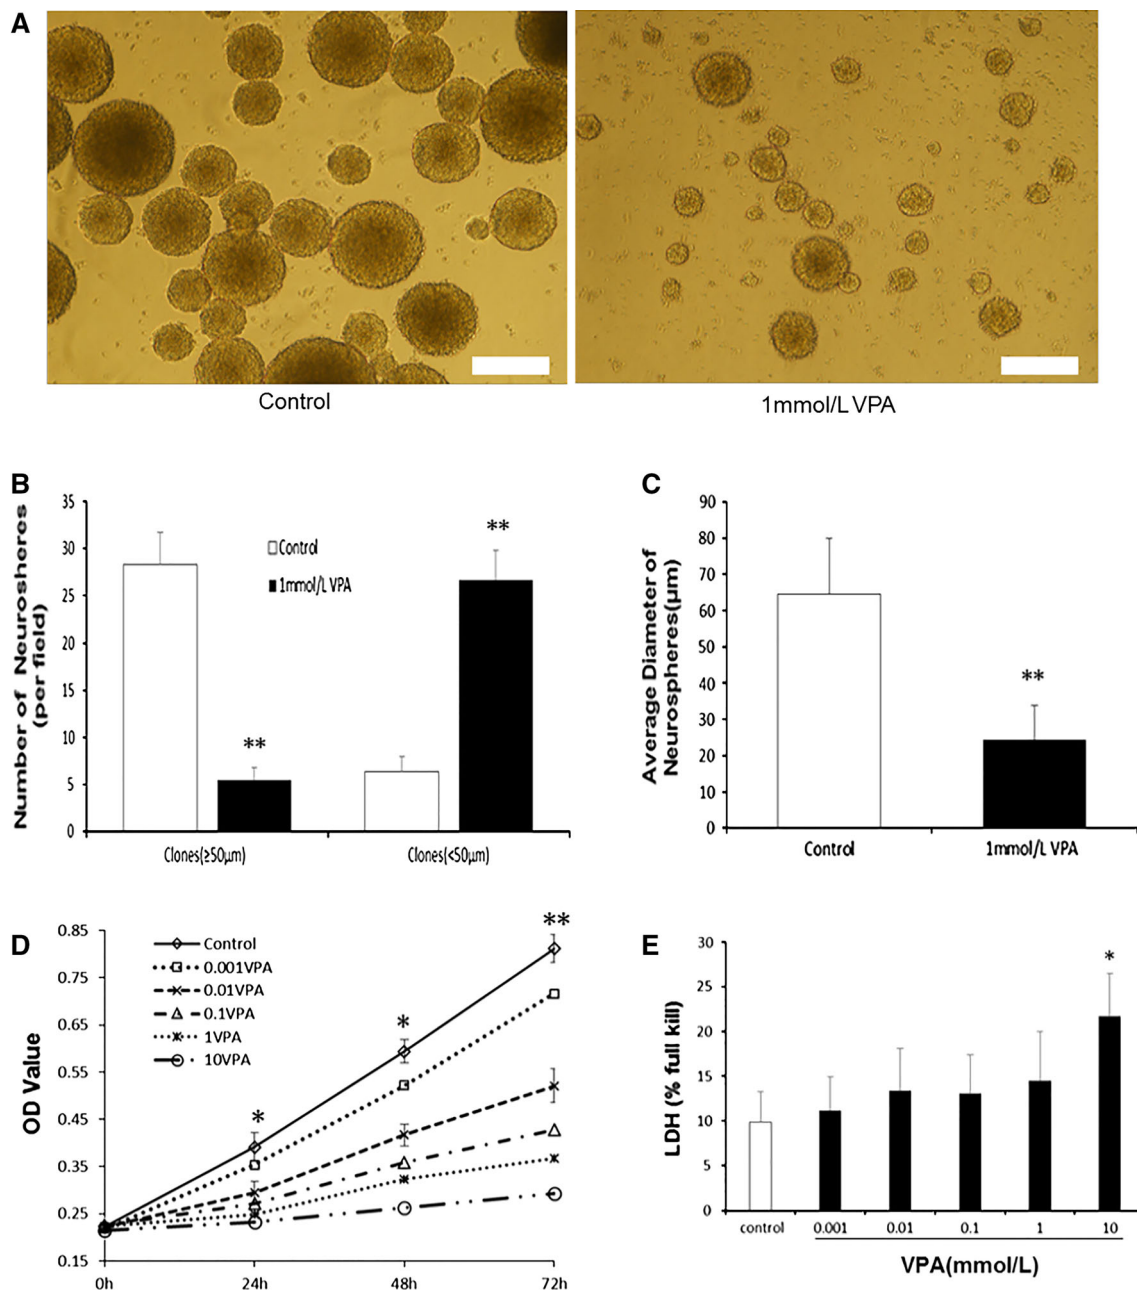 A
Control
1mmol/L VPA
B
Number of Neurosheres
(per field)
35
30
25
20
15
10
5
0
Control
1mmol/L VPA
**
**
Clones(≥50µm)
Clones(<50µm)
C
Average Diameter of
Neurospheres(µm)
90
80
70
60
50
40
30
20
10
0
**
Control
1mmol/L VPA
D
OD Value
0.85
0.75
0.65
0.55
0.45
0.35
0.25
0.15
Control
0.001VPA
0.01VPA
0.1VPA
1VPA
10VPA
*
*
**
0h
24h
48h
72h
E
LDH (% full kill)
30
25
20
15
10
5
0
*
control
0.001
0.01
0.1
1
10
VPA(mmol/L)